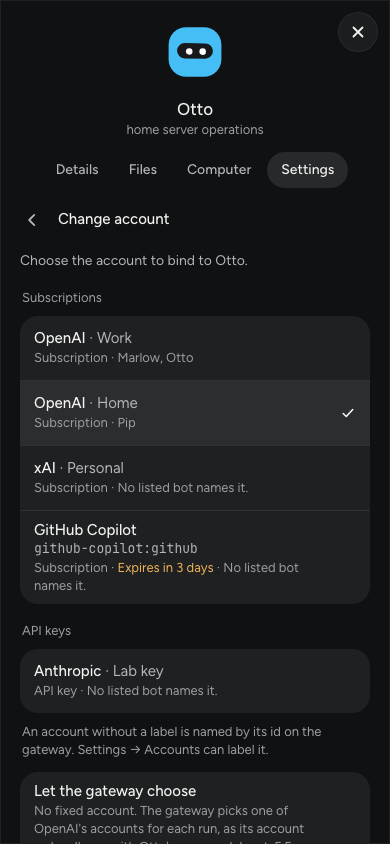 Otto
home server operations
Details
Files
Computer
Settings
Change account
Choose the account to bind to Otto.
Subscriptions
OpenAI · Work
Subscription · Marlow, Otto
OpenAI · Home
Subscription · Pip
xAI · Personal
Subscription · No listed bot names it.
GitHub Copilot
github-copilot:github
Subscription · Expires in 3 days · No listed bot
names it.
API keys
Anthropic · Lab key
API key · No listed bot names it.
An account without a label is named by its id on the
gateway. Settings → Accounts can label it.
Let the gateway choose
No fixed account. The gateway picks one of
OpenAI's accounts for each run, as its account